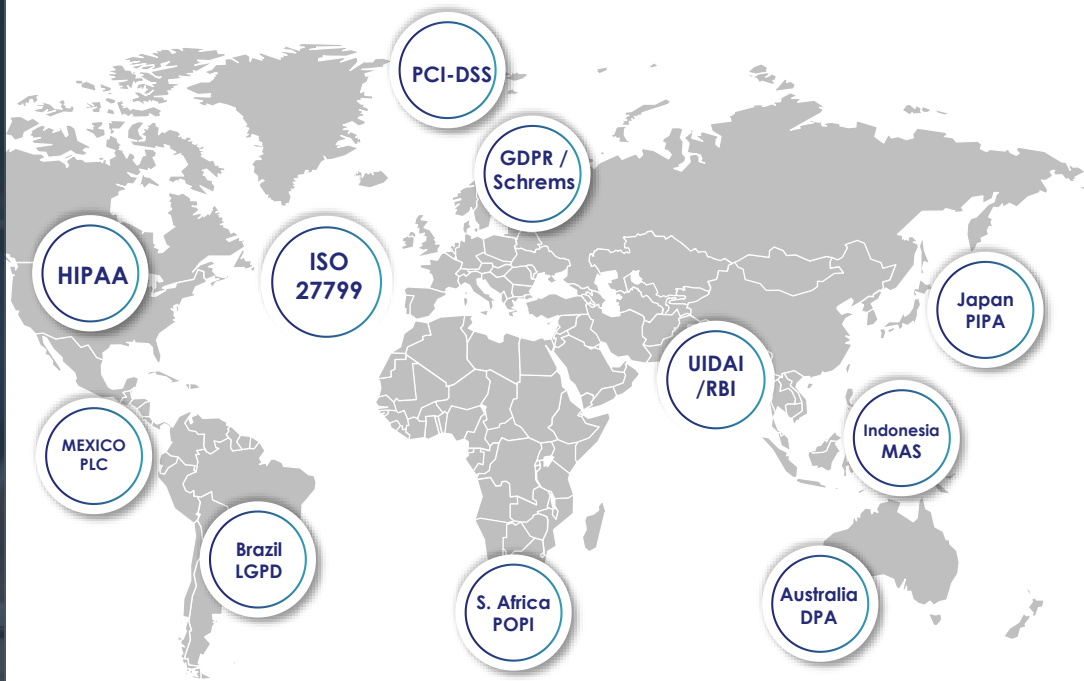 PCI-DSS
GDPR /
Schrems
HIPAA
ISO
27799
Japan
PIPA
UIDAI
/RBI
Indonesia
MAS
MEXICO
PLC
Brazil
LGPD
S. Africa
POPI
Australia
DPA